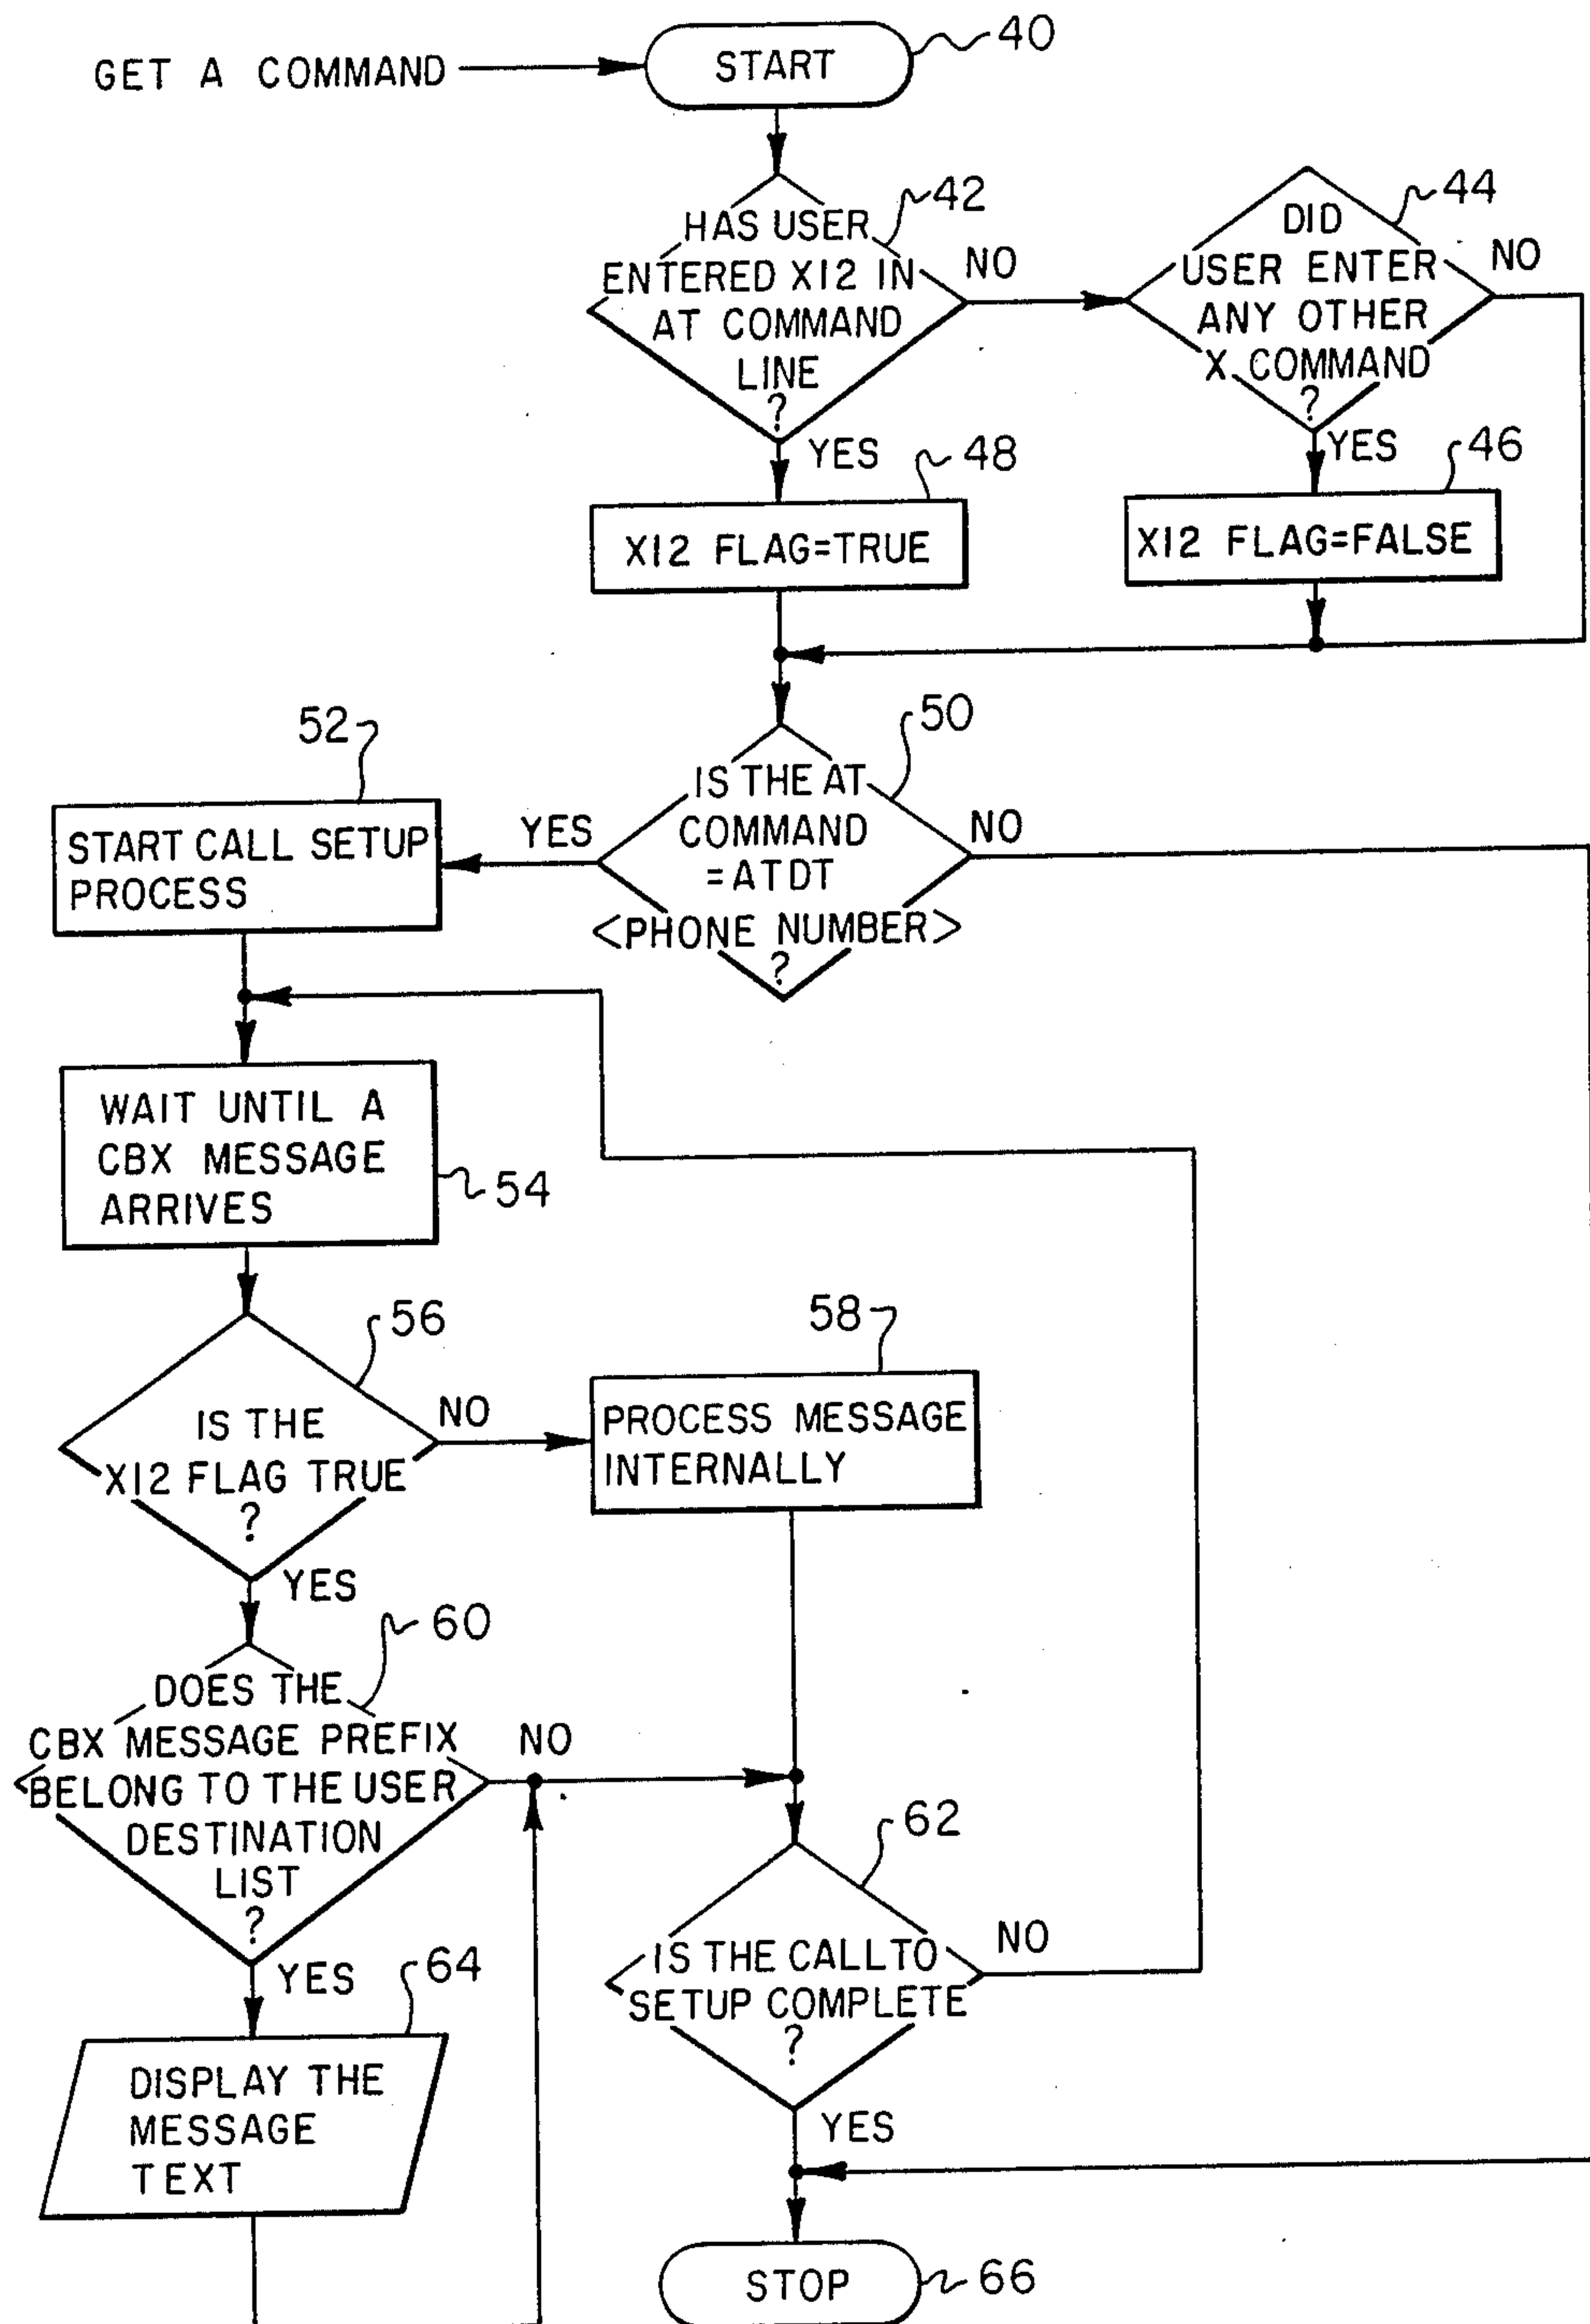 GET A COMMAND
START
40
HAS USER
ENTERED X12 IN
AT COMMAND
LINE
?
42
NO
YES
DID
USER ENTER
ANY OTHER
X COMMAND
?
44
NO
YES
48
X12 FLAG=TRUE
46
X12 FLAG=FALSE
50
IS THE AT
COMMAND
=ATDT
<PHONE NUMBER>
?
YES
NO
52
START CALL SETUP
PROCESS
WAIT UNTIL A
CBX MESSAGE
ARRIVES
54
56
IS THE
X12 FLAG TRUE
?
NO
YES
58
PROCESS MESSAGE
INTERNALLY
60
DOES THE
CBX MESSAGE PREFIX
BELONG TO THE USER
DESTINATION
LIST
?
NO
YES
62
IS THE CALL TO
SETUP COMPLETE
?
NO
YES
64
DISPLAY THE
MESSAGE
TEXT
STOP
66